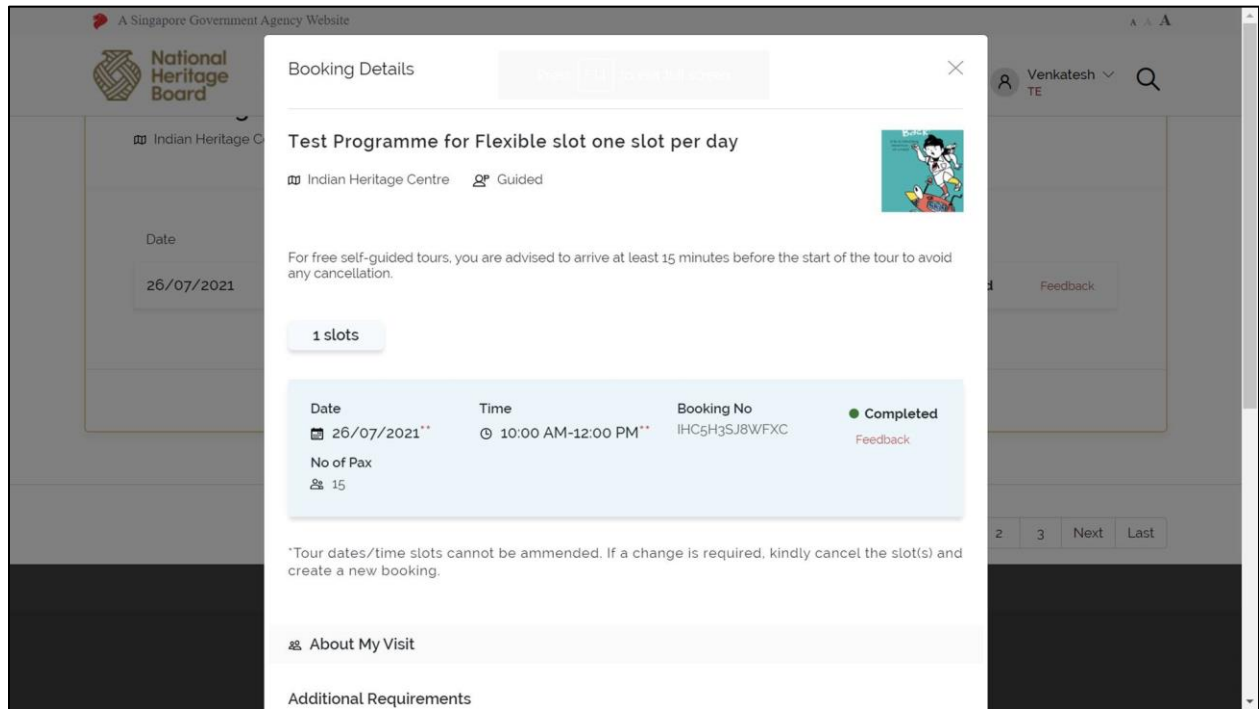 A Singapore Government Agency Website
A A A
National
Heritage
Board
Venkatesh
TE
Indian Heritage C
Booking Details
Test Programme for Flexible slot one slot per day
Indian Heritage Centre Guided
For free self-guided tours, you are advised to arrive at least 15 minutes before the start of the tour to avoid
any cancellation.
Date
26/07/2021
Feedback
1 slots
Date Time Booking No Completed
26/07/2021** 10:00 AM-12:00 PM** IHC5H3SJ8WFXC Feedback
No of Pax
15
*Tour dates/time slots cannot be ammended. If a change is required, kindly cancel the slot(s) and
create a new booking.
2 3 Next Last
About My Visit
Additional Requirements